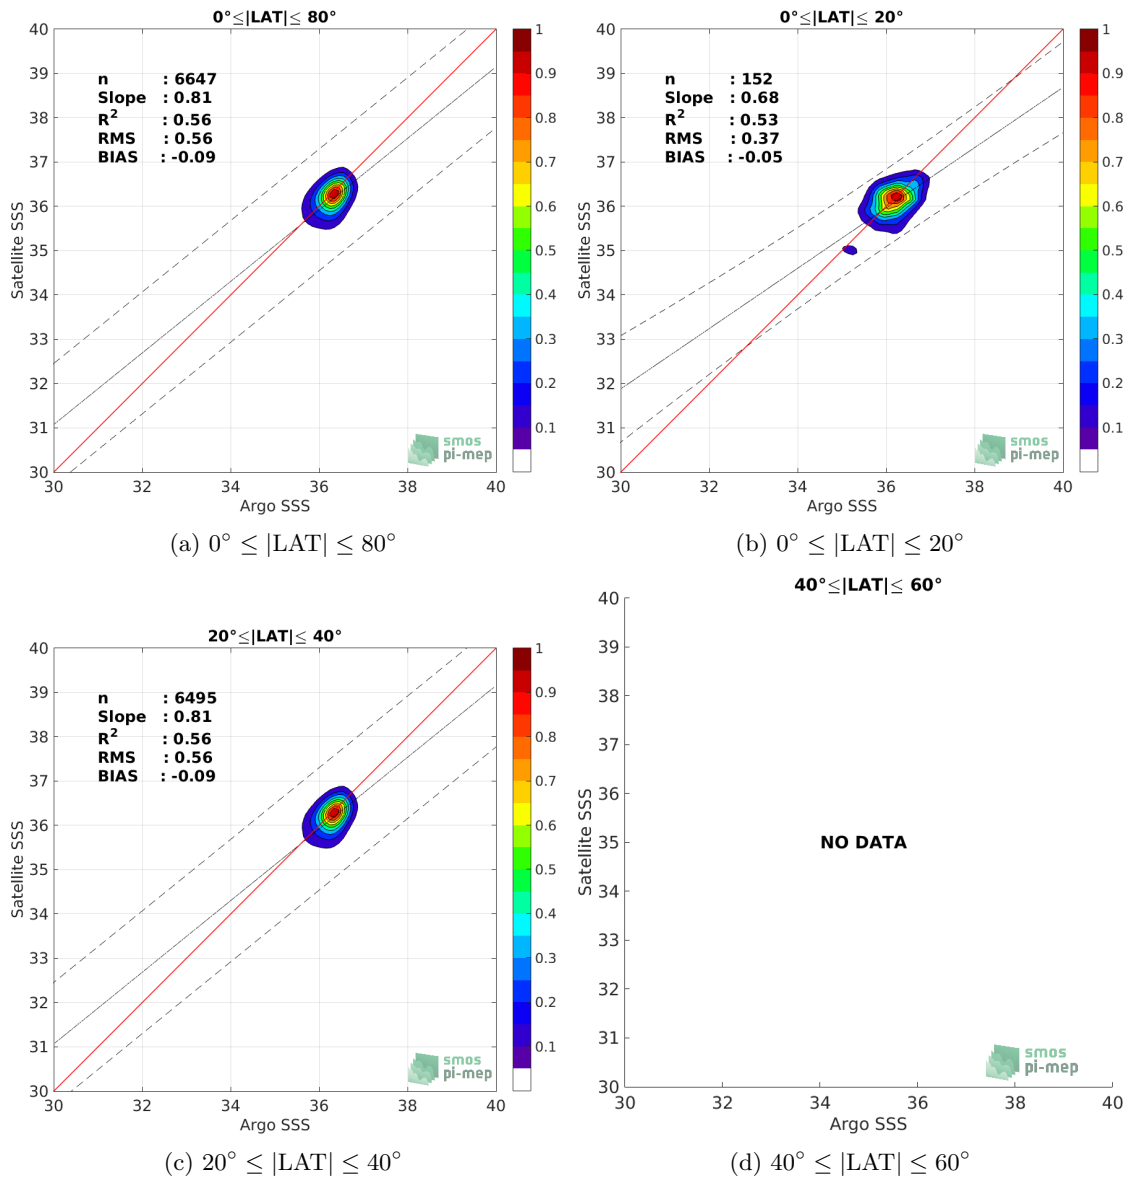 0°≤|LAT|≤ 80°
40
39
38
37
36
35
34
33
32
31
30
Satellite SSS
n : 6647
Slope : 0.81
R² : 0.56
RMS : 0.56
BIAS : -0.09
smos
pi-mep
30 32 34 36 38 40
Argo SSS
1
0.9
0.8
0.7
0.6
0.5
0.4
0.3
0.2
0.1
(a) 0° ≤ |LAT| ≤ 80°
0°≤|LAT|≤ 20°
40
39
38
37
36
35
34
33
32
31
30
Satellite SSS
n : 152
Slope : 0.68
R² : 0.53
RMS : 0.37
BIAS : -0.05
smos
pi-mep
30 32 34 36 38 40
Argo SSS
1
0.9
0.8
0.7
0.6
0.5
0.4
0.3
0.2
0.1
(b) 0° ≤ |LAT| ≤ 20°
20°≤|LAT|≤ 40°
40
39
38
37
36
35
34
33
32
31
30
Satellite SSS
n : 6495
Slope : 0.81
R² : 0.56
RMS : 0.56
BIAS : -0.09
smos
pi-mep
30 32 34 36 38 40
Argo SSS
1
0.9
0.8
0.7
0.6
0.5
0.4
0.3
0.2
0.1
(c) 20° ≤ |LAT| ≤ 40°
40°≤|LAT|≤ 60°
40
39
38
37
36
35
34
33
32
31
30
Satellite SSS
NO DATA
smos
pi-mep
30 32 34 36 38 40
Argo SSS
(d) 40° ≤ |LAT| ≤ 60°